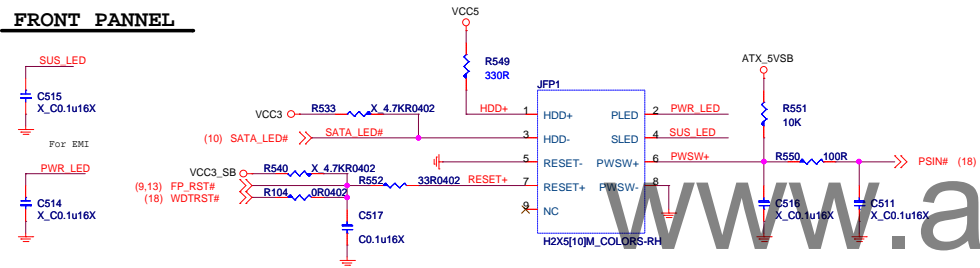 FRONT PANNEL
SUS_LED
C515
X_C0.1u16X
For EMI
PWR_LED
C514
X_C0.1u16X
VCC5
R549
330R
JFP1
HDD+ 1 HDD+ PLED 2 PWR_LED
VCC3 R533 X_4.7KR0402
(10) SATA_LED# SATA_LED# 3 HDD- SLED 4 SUS_LED
5 RESET- PWSW+ 6 PWSW+ R550 100R PSIN# (18)
VCC3_SB R540 X_4.7KR0402
(9,13) FP_RST# R552 33R0402 RESET+ 7 RESET+ PWSW- 8
(18) WDTRST# R104 0R0402
9 NC
C517
C0.1u16X
H2X5[10]M_COLORS-RH
ATX_5VSB
R551
10K
C516
X_C0.1u16X
C511
X_C0.1u16X
www.a